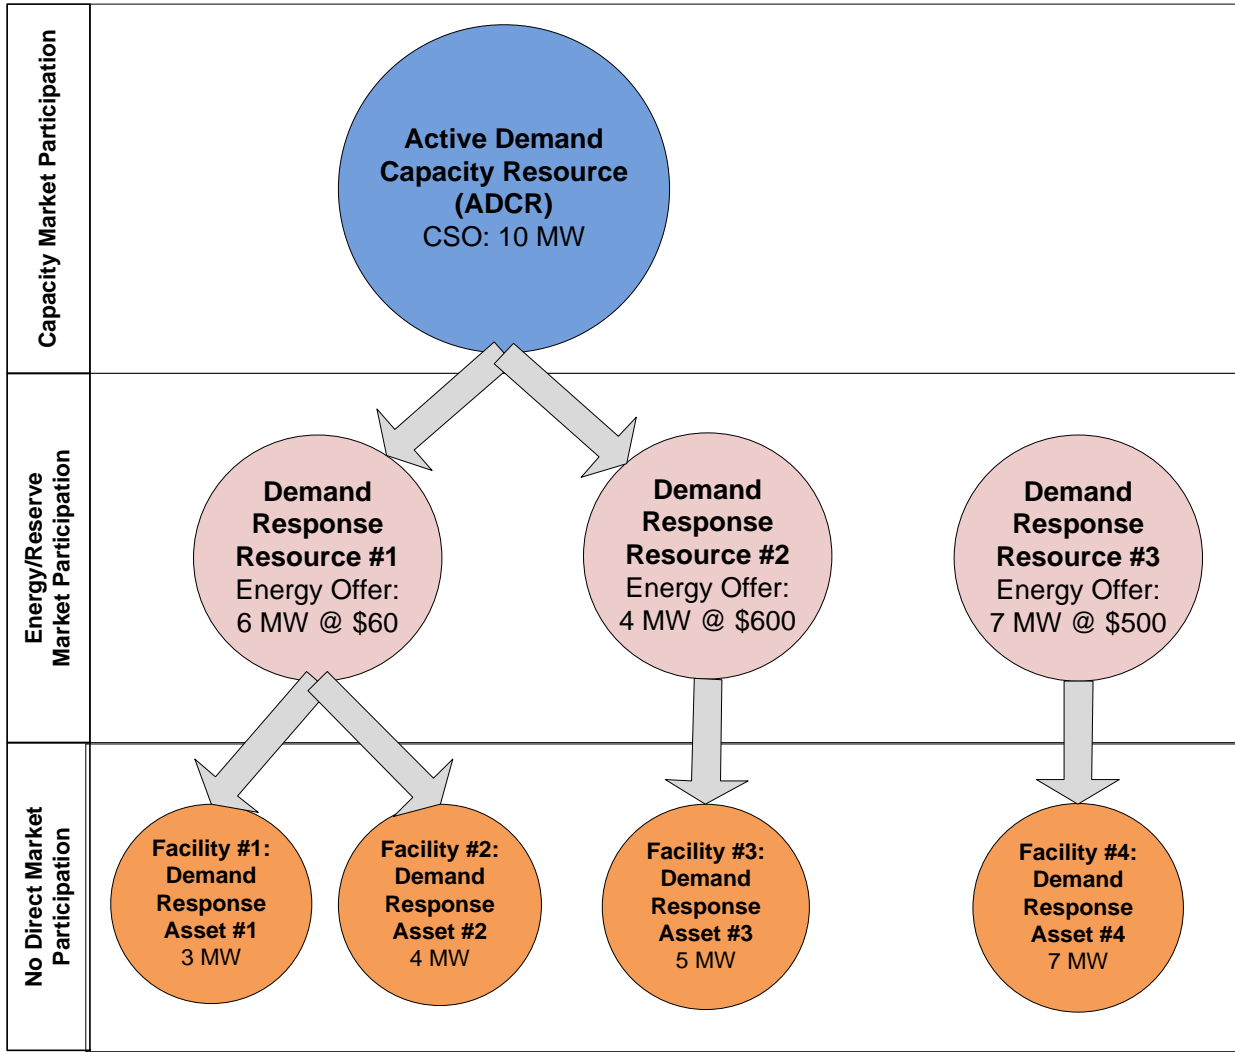 Capacity Market Participation
Active Demand
Capacity Resource
(ADCR)
CSO: 10 MW
Energy/Reserve
Market Participation
Demand
Response
Resource #1
Energy Offer:
6 MW @ $60
Demand
Response
Resource #2
Energy Offer:
4 MW @ $600
Demand
Response
Resource #3
Energy Offer:
7 MW @ $500
No Direct Market
Participation
Facility #1:
Demand
Response
Asset #1
3 MW
Facility #2:
Demand
Response
Asset #2
4 MW
Facility #3:
Demand
Response
Asset #3
5 MW
Facility #4:
Demand
Response
Asset #4
7 MW